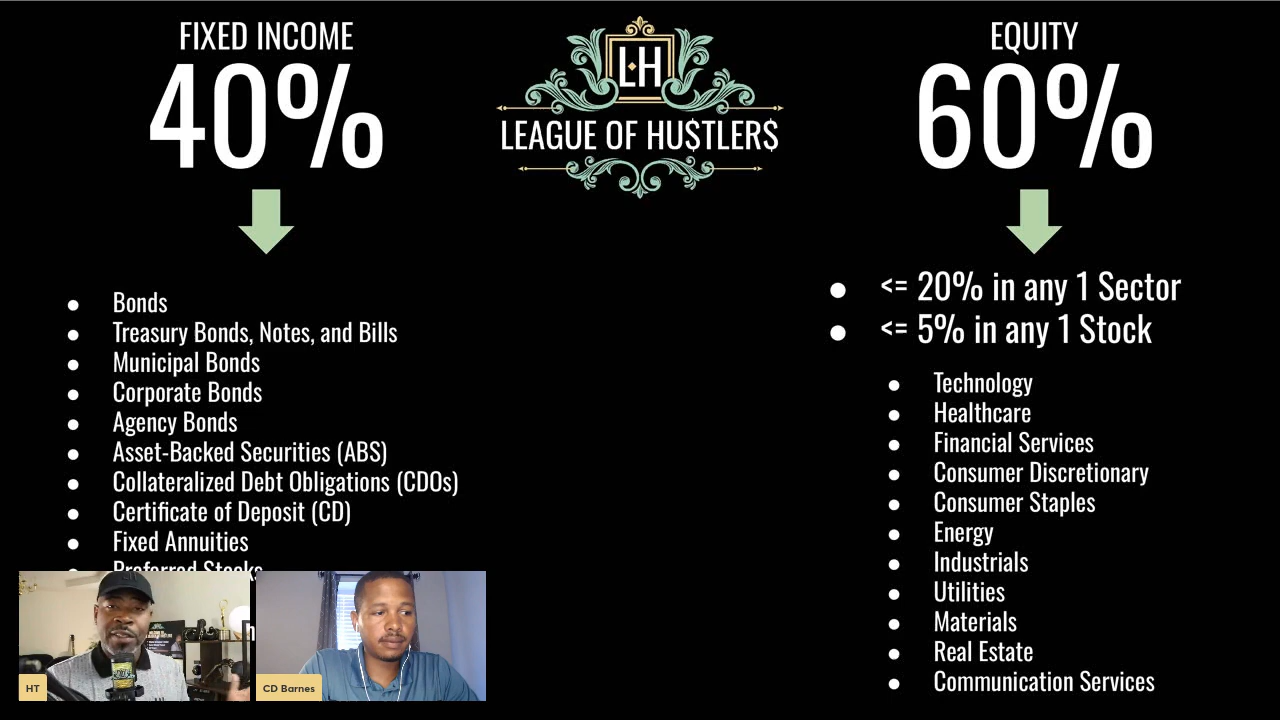 FIXED INCOME
40%
Bonds
Treasury Bonds, Notes, and Bills
Municipal Bonds
Corporate Bonds
Agency Bonds
Asset-Backed Securities (ABS)
Collateralized Debt Obligations (CDOs)
Certificate of Deposit (CD)
Fixed Annuities
Preferred Stocks
HT
CD Barnes
LH
LEAGUE OF HU$TLER$
EQUITY
60%
<= 20% in any 1 Sector
<= 5% in any 1 Stock
Technology
Healthcare
Financial Services
Consumer Discretionary
Consumer Staples
Energy
Industrials
Utilities
Materials
Real Estate
Communication Services